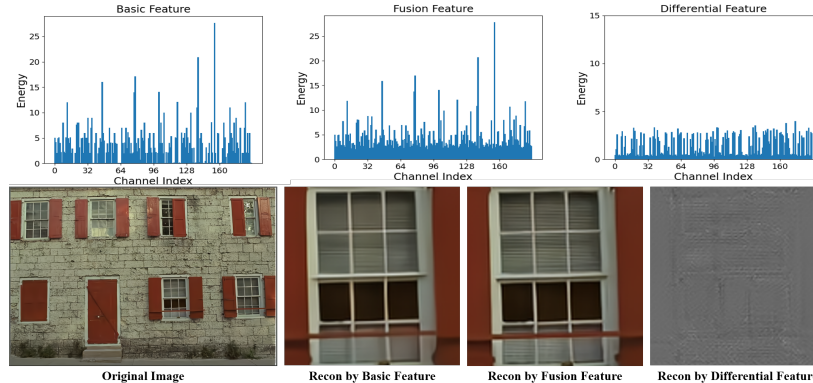 Basic Feature
Fusion Feature
Differential Feature
Energy
25
20
15
10
5
0
0 32 64 96 128 160
Channel Index
Energy
25
20
15
10
5
0
0 32 64 96 128 160
Channel Index
Energy
15
10
5
0
0 32 64 96 128 160
Channel Index
Original Image
Recon by Basic Feature
Recon by Fusion Feature
Recon by Differential Featur